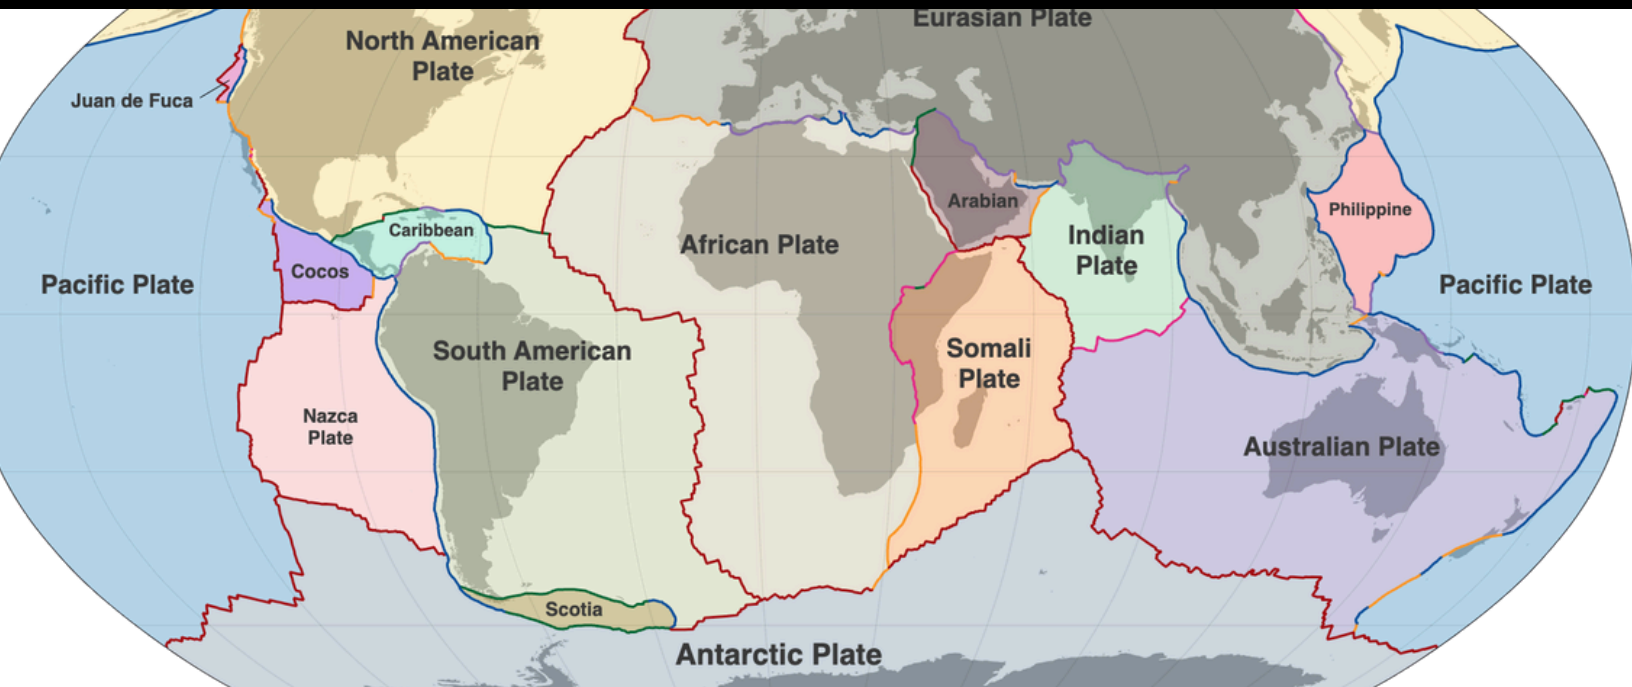 Eurasian Plate
North American
Plate
Juan de Fuca
Arabian
Philippine
Caribbean
African Plate
Indian
Plate
Cocos
Pacific Plate
Pacific Plate
South American
Plate
Somali
Plate
Nazca
Plate
Australian Plate
Scotia
Antarctic Plate